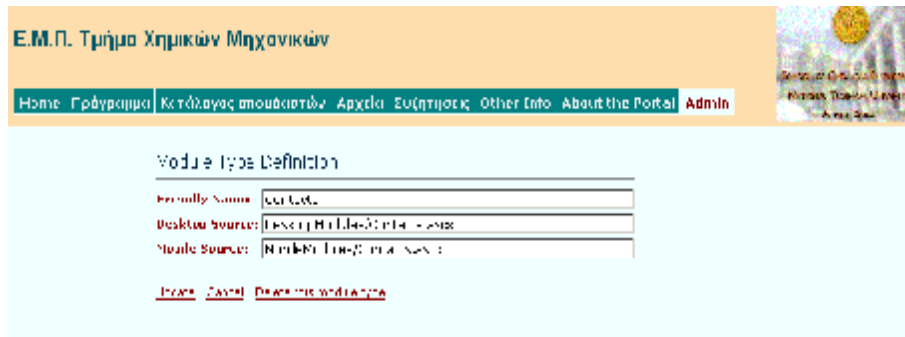 Ε.Μ.Π. Τμήμα Χημικών Μηχανικών
Home Πρόγραμμα Κατάλογος σπουδαστών Αρχεία Συζητήσεις Other Info About the Portal Admin
Module Type Definition
Friendly Name: Contacts
Desktop Source:
Mobile Source:
Update Cancel Delete this module type